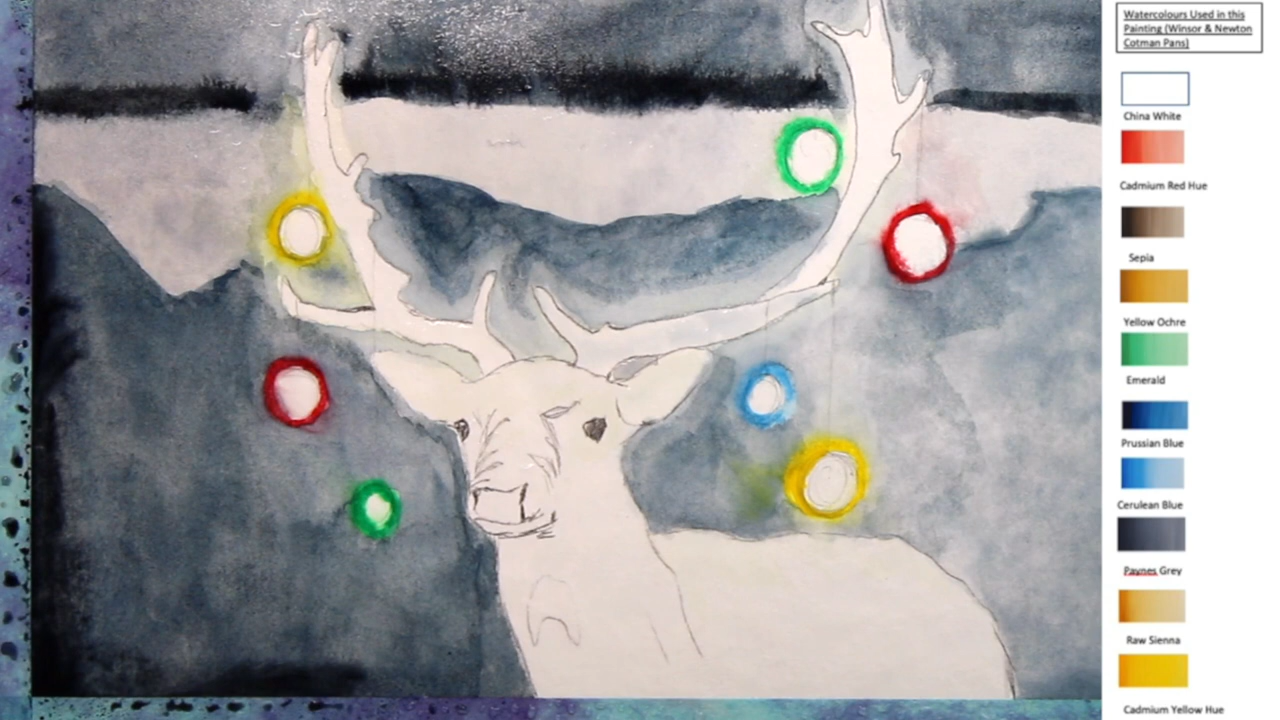 Watercolours Used in this
Painting (Winsor & Newton
Cotman Pans)
China White
Cadmium Red Hue
Sepia
Yellow Ochre
Emerald
Prussian Blue
Cerulean Blue
Paynes Grey
Raw Sienna
Cadmium Yellow Hue